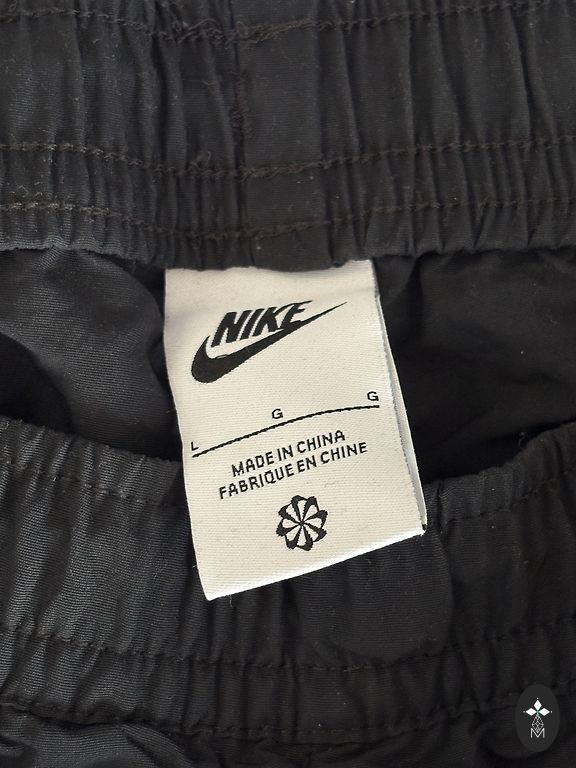 NIKE
L G G
MADE IN CHINA
FABRIQUE EN CHINE